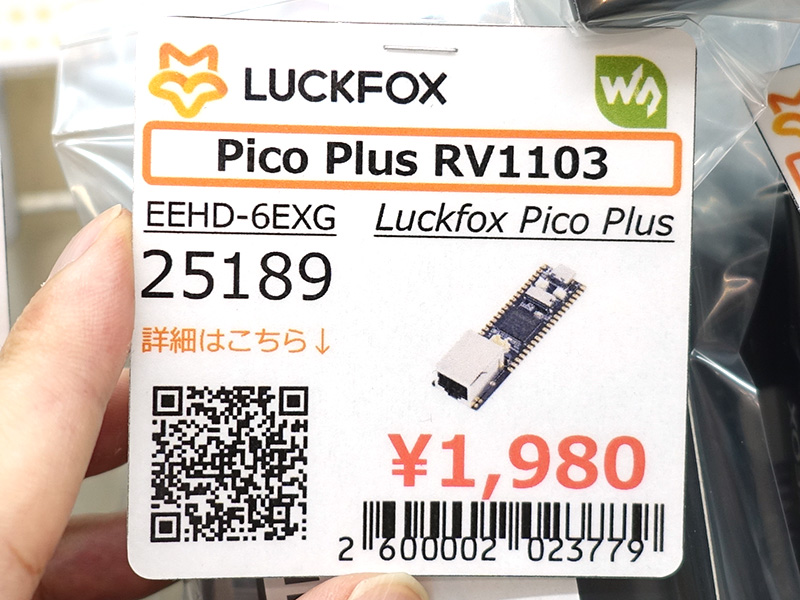 LUCKFOX
Pico Plus RV1103
EEHD-6EXG
Luckfox Pico Plus
25189
詳細はこちら↓
¥1,980
2 600002 023779